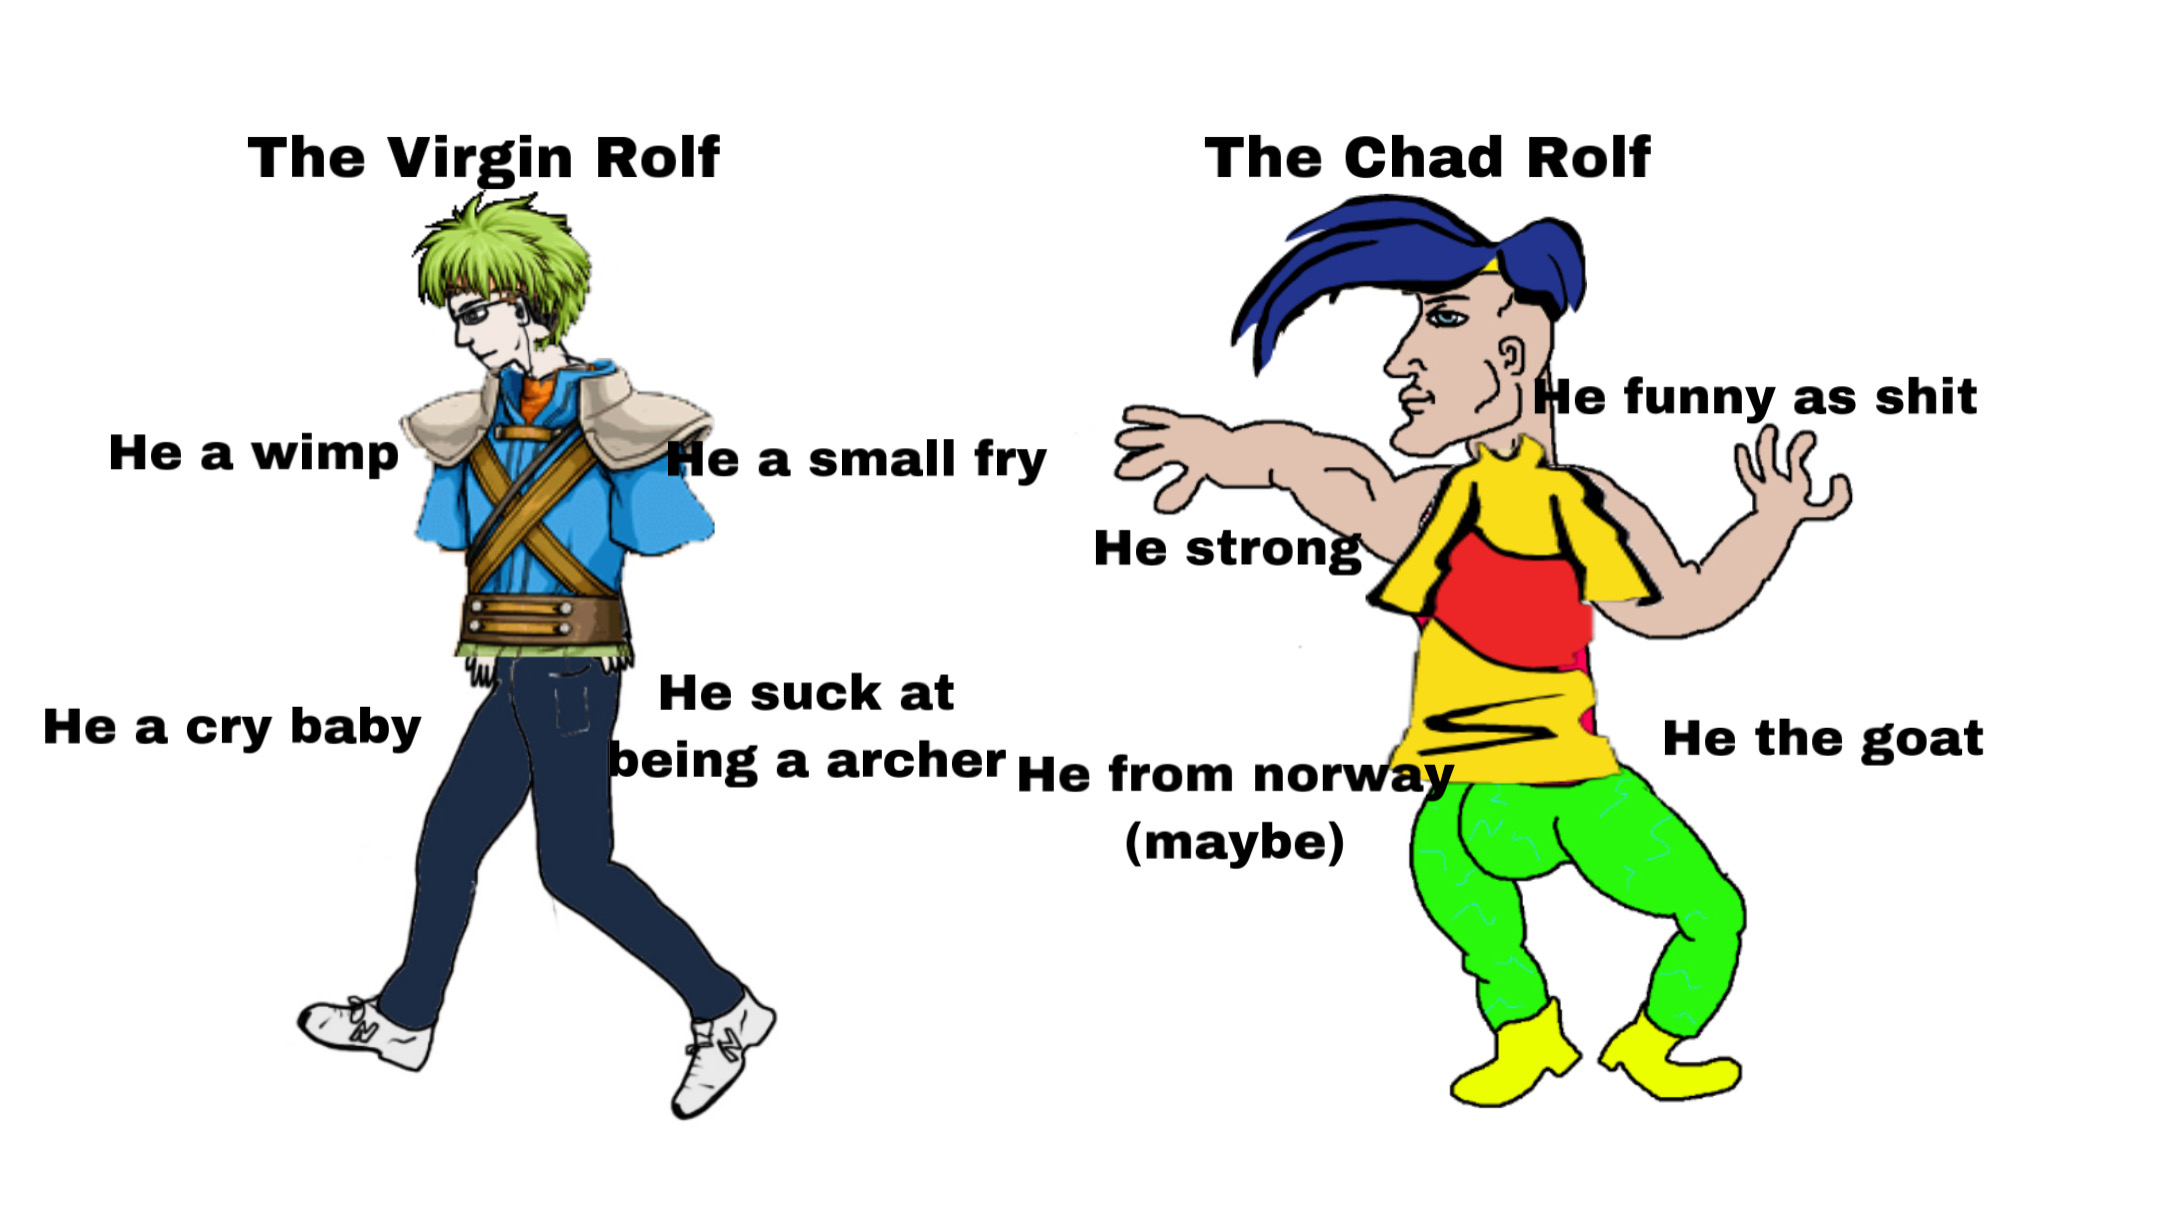 The Virgin Rolf
He a wimp
He a small fry
He a cry baby
He suck at
being a archer
The Chad Rolf
He funny as shit
He strong
He from norway
(maybe)
He the goat
N
N